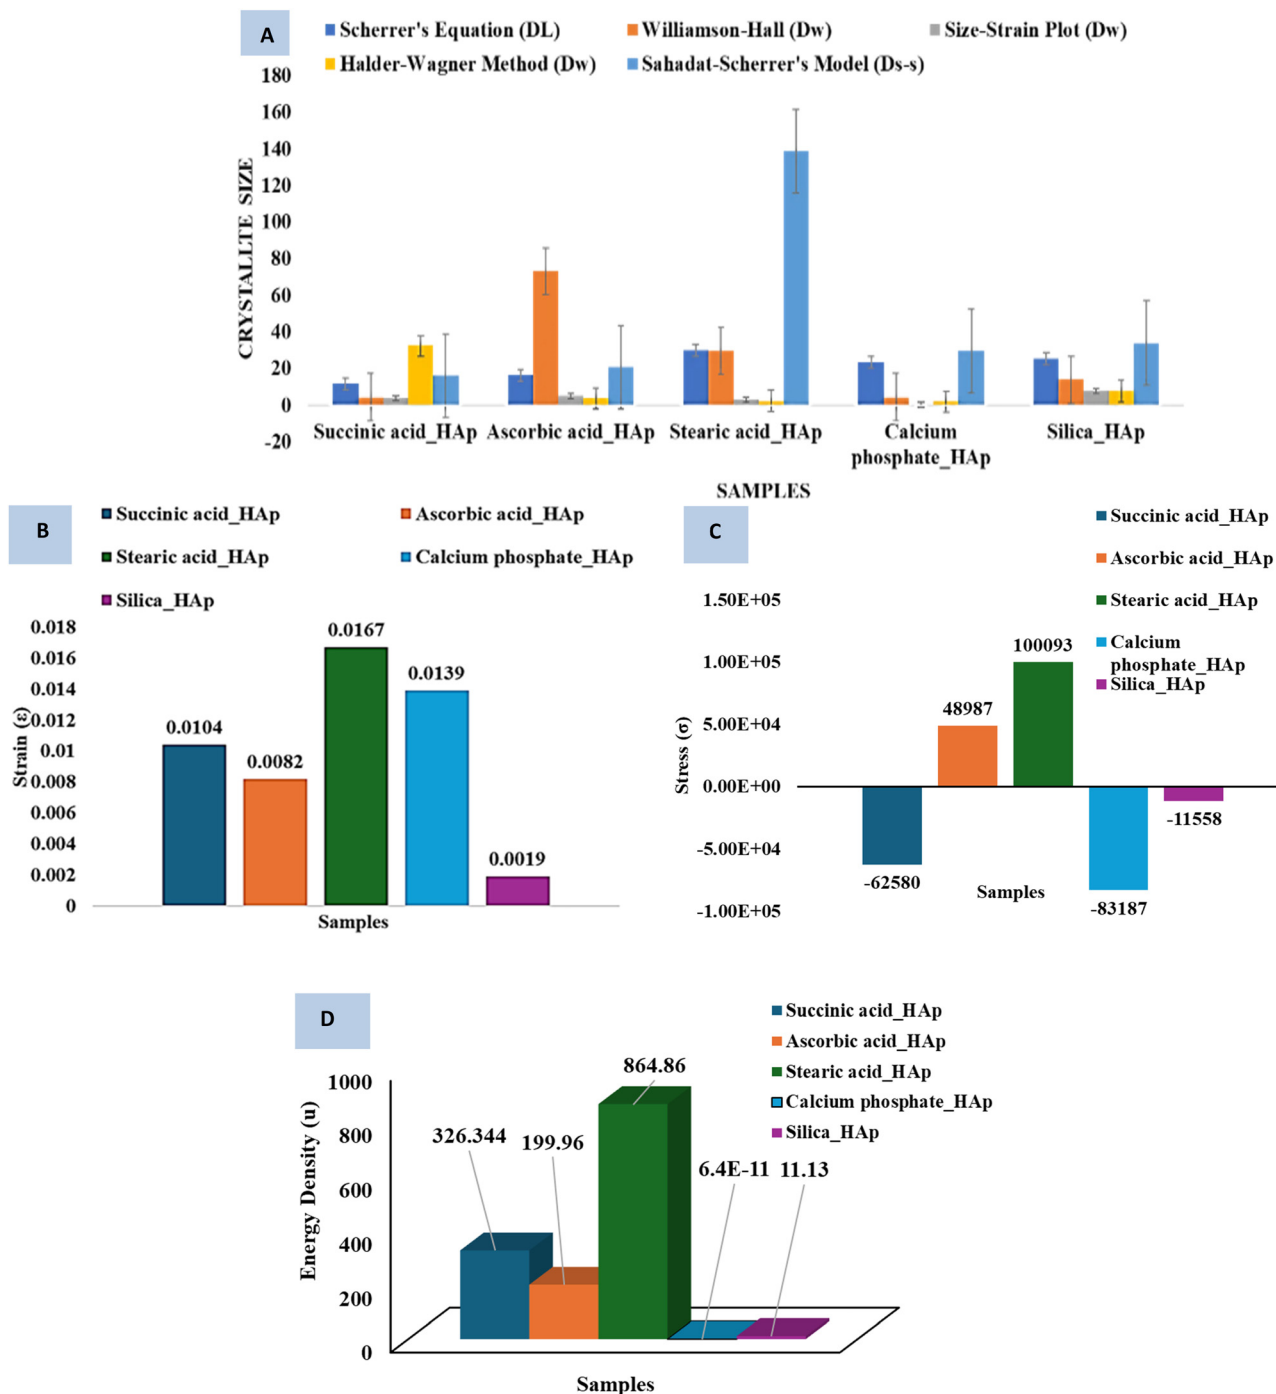 A
Scherrer's Equation (DL)
Williamson-Hall (Dw)
Size-Strain Plot (Dw)
Halder-Wagner Method (Dw)
Sahadat-Scherrer's Model (Ds-s)
CRYSTALLTE SIZE
180
160
140
120
100
80
60
40
20
0
-20
Succinic acid_HAp
Ascorbic acid_HAp
Stearic acid_HAp
Calcium
phosphate_HAp
Silica_HAp
SAMPLES
B
Succinic acid_HAp
Ascorbic acid_HAp
Stearic acid_HAp
Calcium phosphate_HAp
Silica_HAp
Strain (ε)
0.018
0.016
0.014
0.012
0.01
0.008
0.006
0.004
0.002
0
0.0104
0.0082
0.0167
0.0139
0.0019
Samples
C
Succinic acid_HAp
Ascorbic acid_HAp
Stearic acid_HAp
Calcium
phosphate_HAp
Silica_HAp
Stress (σ)
1.50E+05
1.00E+05
5.00E+04
0.00E+00
-5.00E+04
-1.00E+05
-62580
48987
100093
-83187
-11558
Samples
D
Succinic acid_HAp
Ascorbic acid_HAp
Stearic acid_HAp
Calcium phosphate_HAp
Silica_HAp
Energy Density (u)
1000
800
600
400
200
0
326.344
199.96
864.86
6.4E-11
11.13
Samples